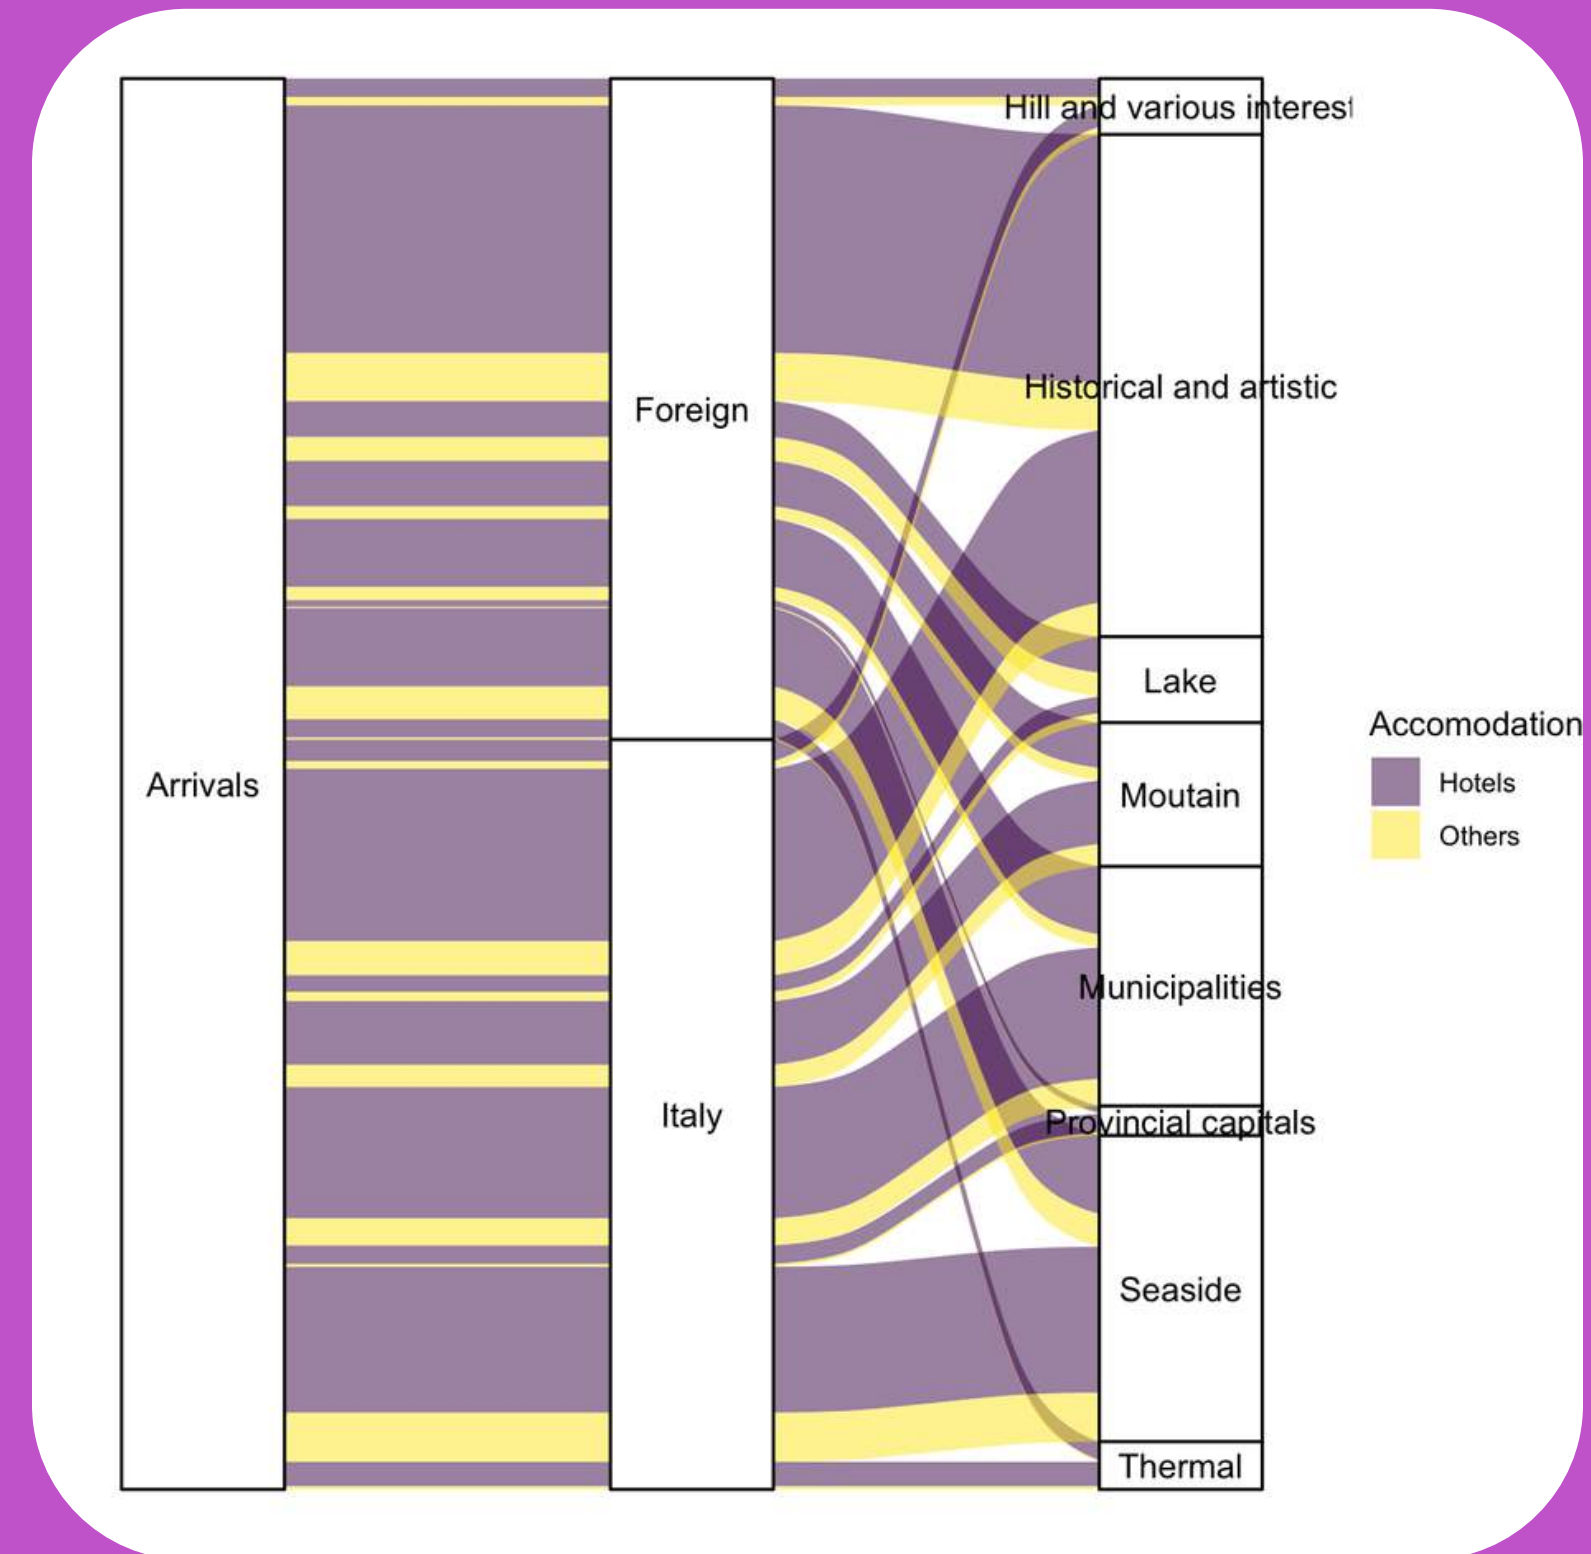 Arrivals
Foreign
Italy
Hill and various interest
Historical and artistic
Lake
Moutain
Municipalities
Provincial capitals
Seaside
Thermal
Accomodation
Hotels
Others